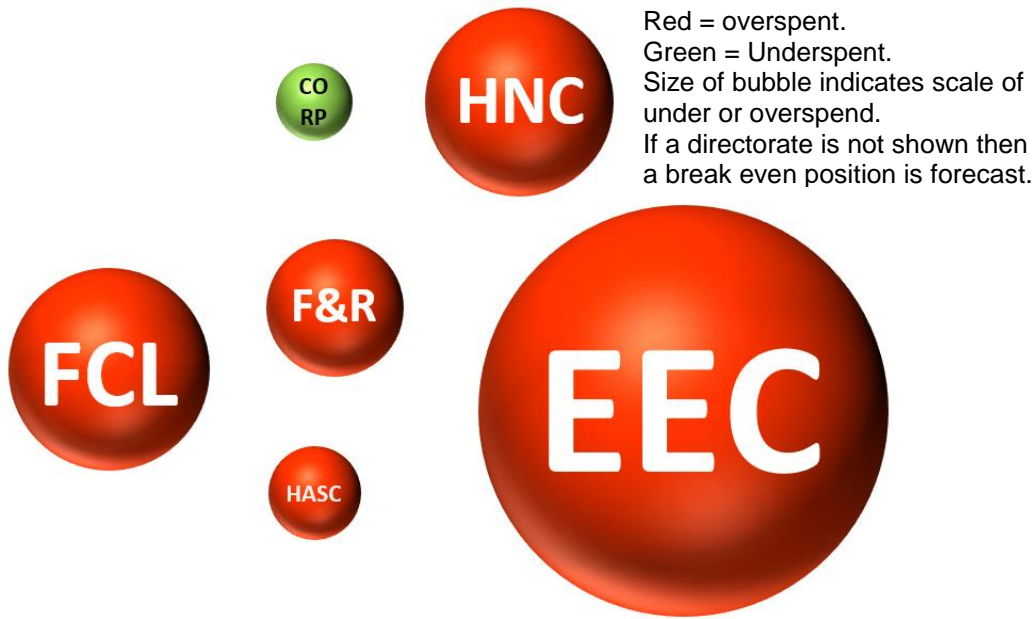 Red = overspent.
Green = Underspent.
Size of bubble indicates scale of
under or overspend.
If a directorate is not shown then
a break even position is forecast.
CO
RP
HNC
F&R
FCL
EEC
HASC